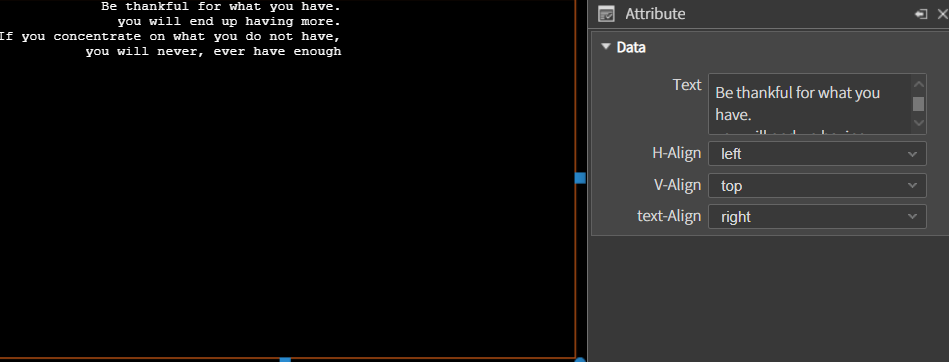 Be thankful for what you have.
you will end up having more.
If you concentrate on what you do not have,
you will never, ever have enough
Attribute
Data
Text
Be thankful for what you
have.
H-Align
left
V-Align
top
text-Align
right